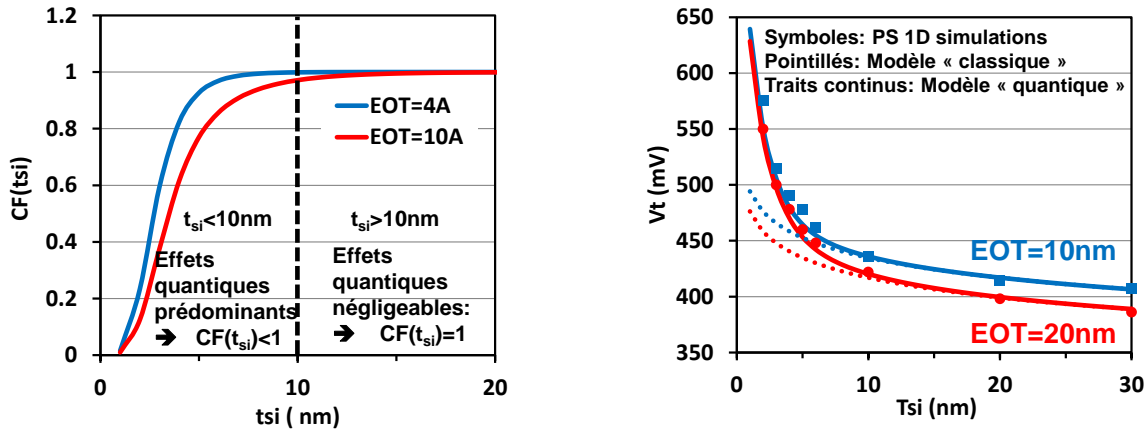 CF(tsi)
1.2
1
0.8
0.6
0.4
0.2
0
EOT=4A
EOT=10A
tsi<10nm
Effets
quantiques
prédominants
➔ CF(tsi)<1
tsi>10nm
Effets
quantiques
négligeables:
➔ CF(tsi)=1
0
10
20
tsi ( nm)
Vt (mV)
650
600
550
500
450
400
350
Symboles: PS 1D simulations
Pointillés: Modèle « classique »
Traits continus: Modèle « quantique »
EOT=10nm
EOT=20nm
0
10
20
30
Tsi (nm)